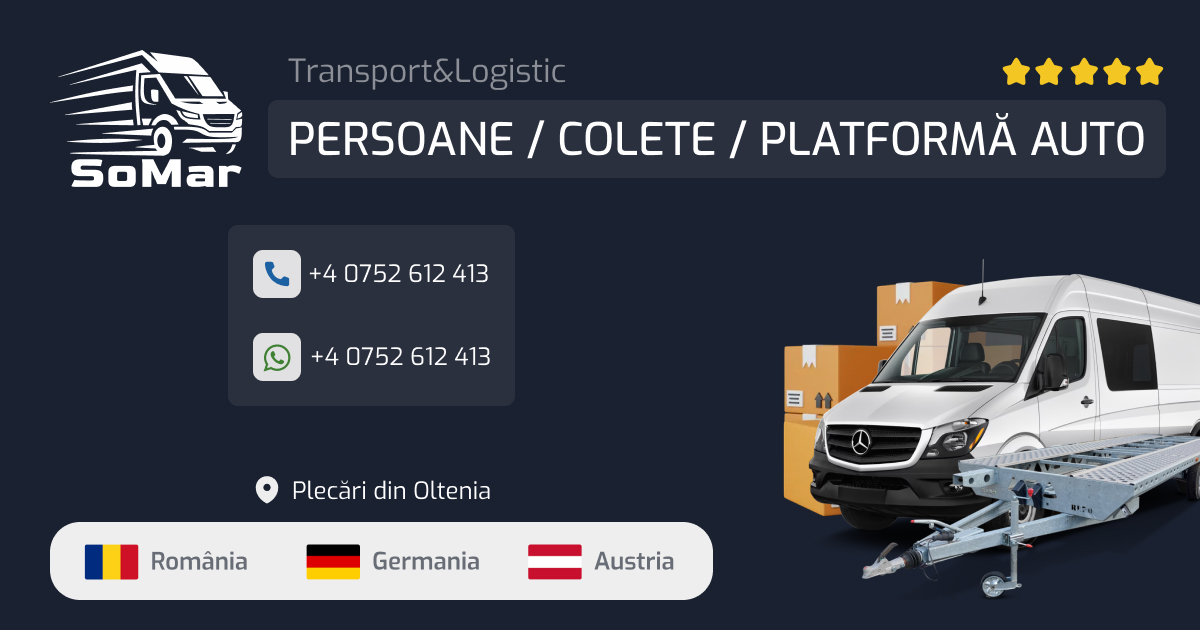 Transport&Logistic
SoMar
PERSOANE / COLETE / PLATFORMĂ AUTO
+4 0752 612 413
+4 0752 612 413
Plecări din Oltenia
România
Germania
Austria